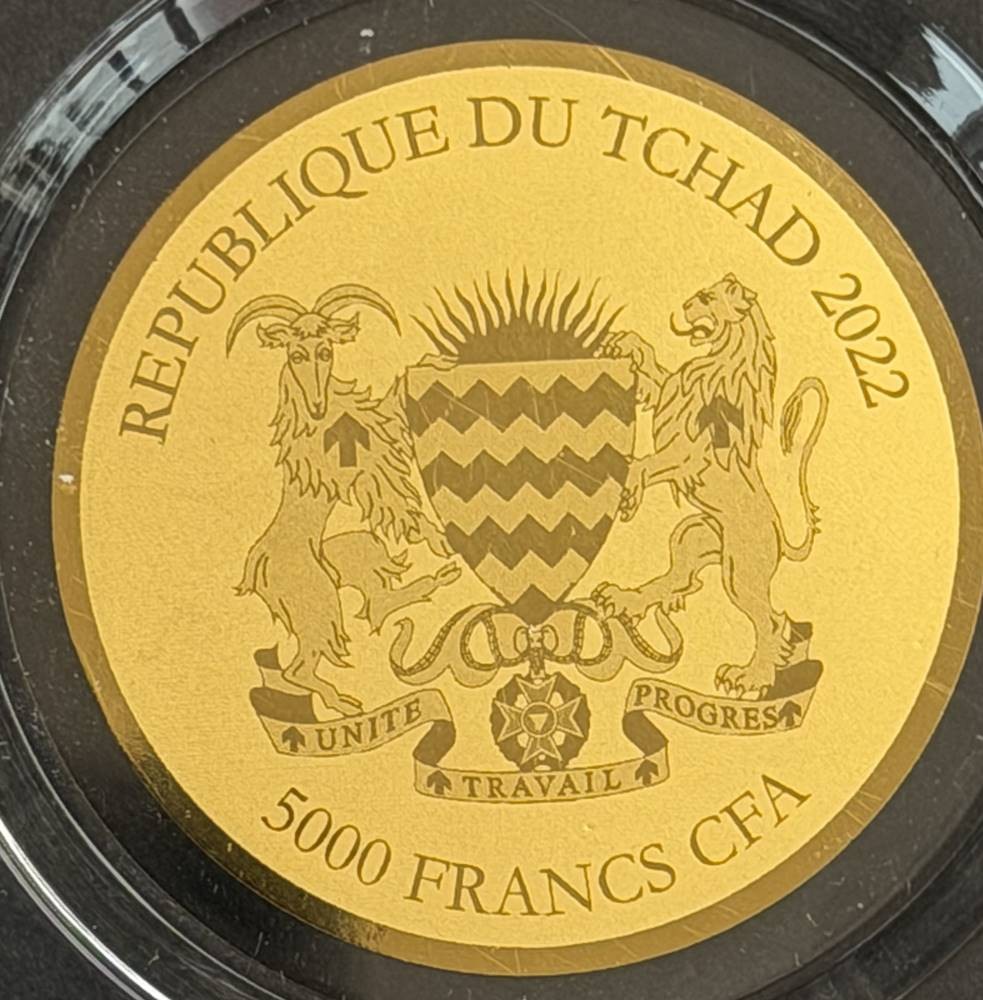 REPUBLIQUE DU TCHAD 2022
UNITE
TRAVAIL
PROGRES
5000 FRANCS CFA